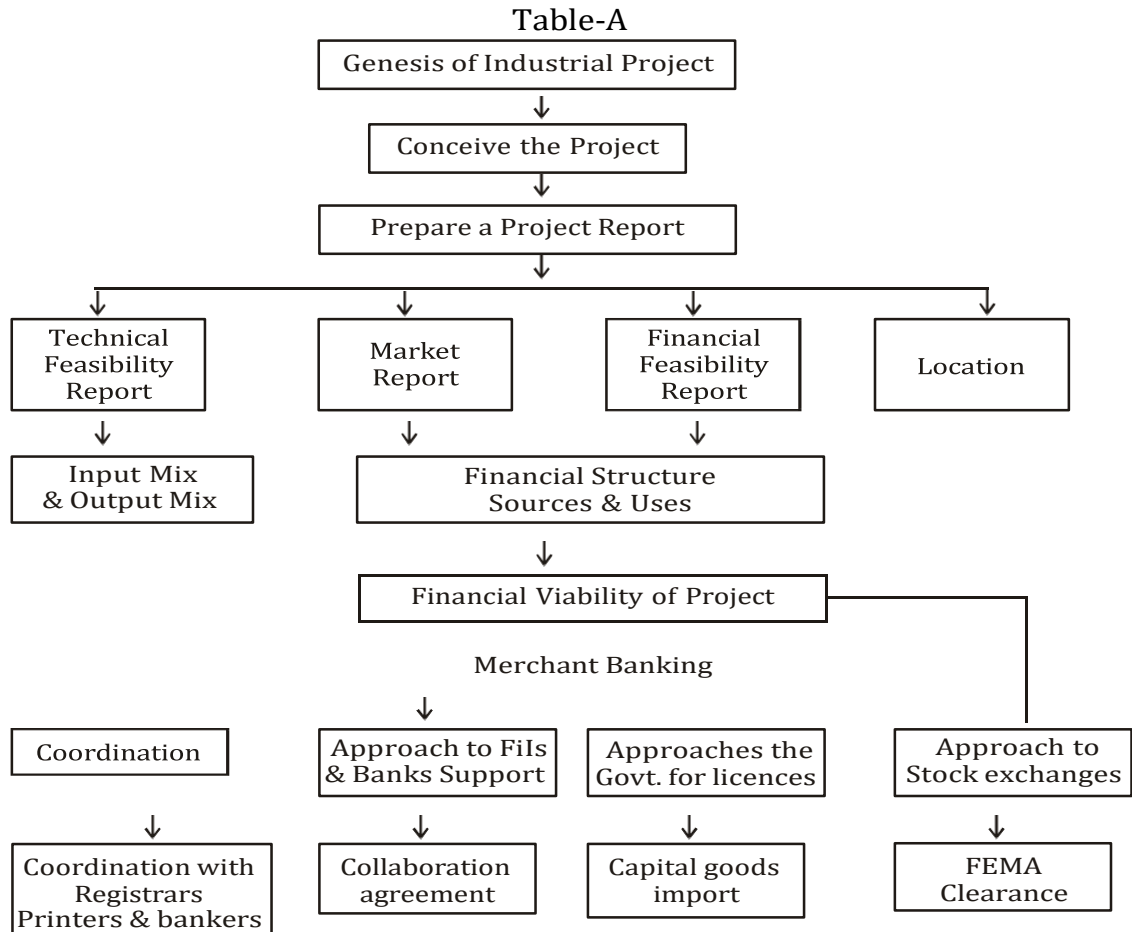 Table-A
Genesis of Industrial Project
Conceive the Project
Prepare a Project Report
Technical
Feasibility
Report
Market
Report
Financial
Feasibility
Report
Location
Input Mix
& Output Mix
Financial Structure
Sources & Uses
Financial Viability of Project
Merchant Banking
Coordination
Approach to FiIs
& Banks Support
Approaches the
Govt. for licences
Approach to
Stock exchanges
Coordination with
Registrars
Printers & bankers
Collaboration
agreement
Capital goods
import
FEMA
Clearance